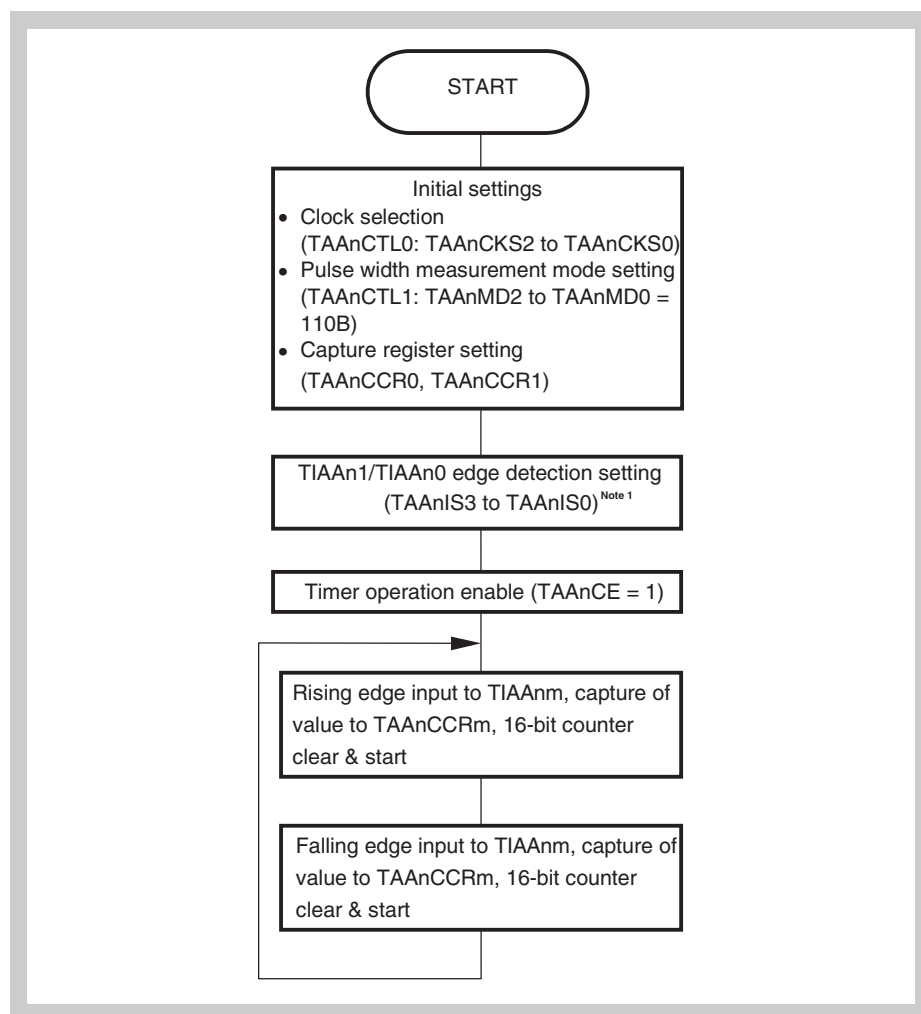 START
Initial settings
• Clock selection
(TAAnCTL0: TAAnCKS2 to TAAnCKS0)
• Pulse width measurement mode setting
(TAAnCTL1: TAAnMD2 to TAAnMD0 =
110B)
• Capture register setting
(TAAnCCR0, TAAnCCR1)
TIAAn1/TIAAn0 edge detection setting
(TAAnIS3 to TAAnIS0) Note 1
Timer operation enable (TAAnCE = 1)
Rising edge input to TIAAnm, capture of
value to TAAnCCRm, 16-bit counter
clear & start
Falling edge input to TIAAnm, capture of
value to TAAnCCRm, 16-bit counter
clear & start